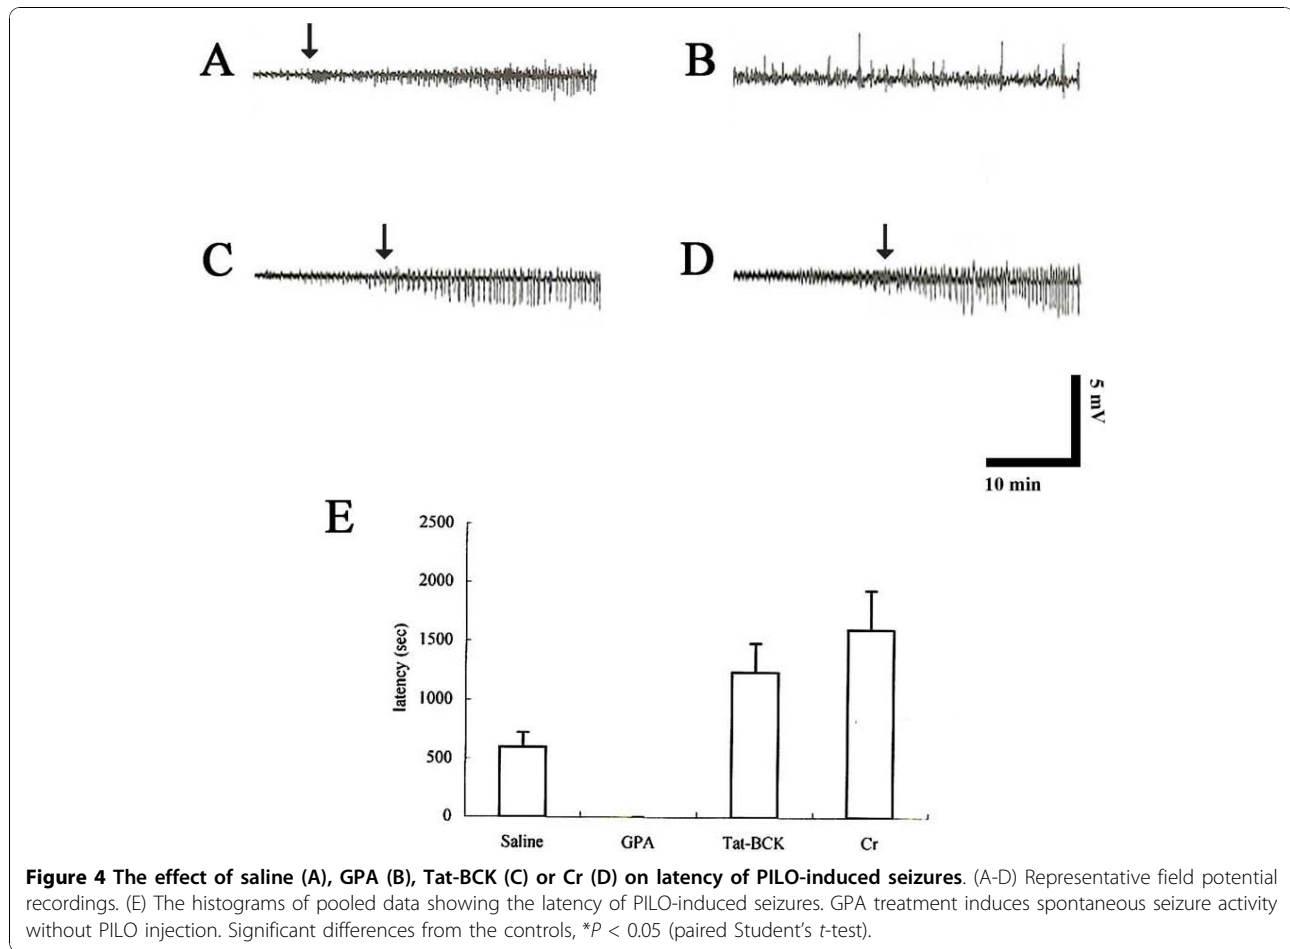 A
B
C
D
5 mV
10 min
E
2500
2000
1500
1000
500
0
latency (sec)
Saline GPA Tat-BCK Cr
Figure 4 The effect of saline (A), GPA (B), Tat-BCK (C) or Cr (D) on latency of PILO-induced seizures. (A-D) Representative field potential
recordings. (E) The histograms of pooled data showing the latency of PILO-induced seizures. GPA treatment induces spontaneous seizure activity
without PILO injection. Significant differences from the controls, *P < 0.05 (paired Student’s t-test).